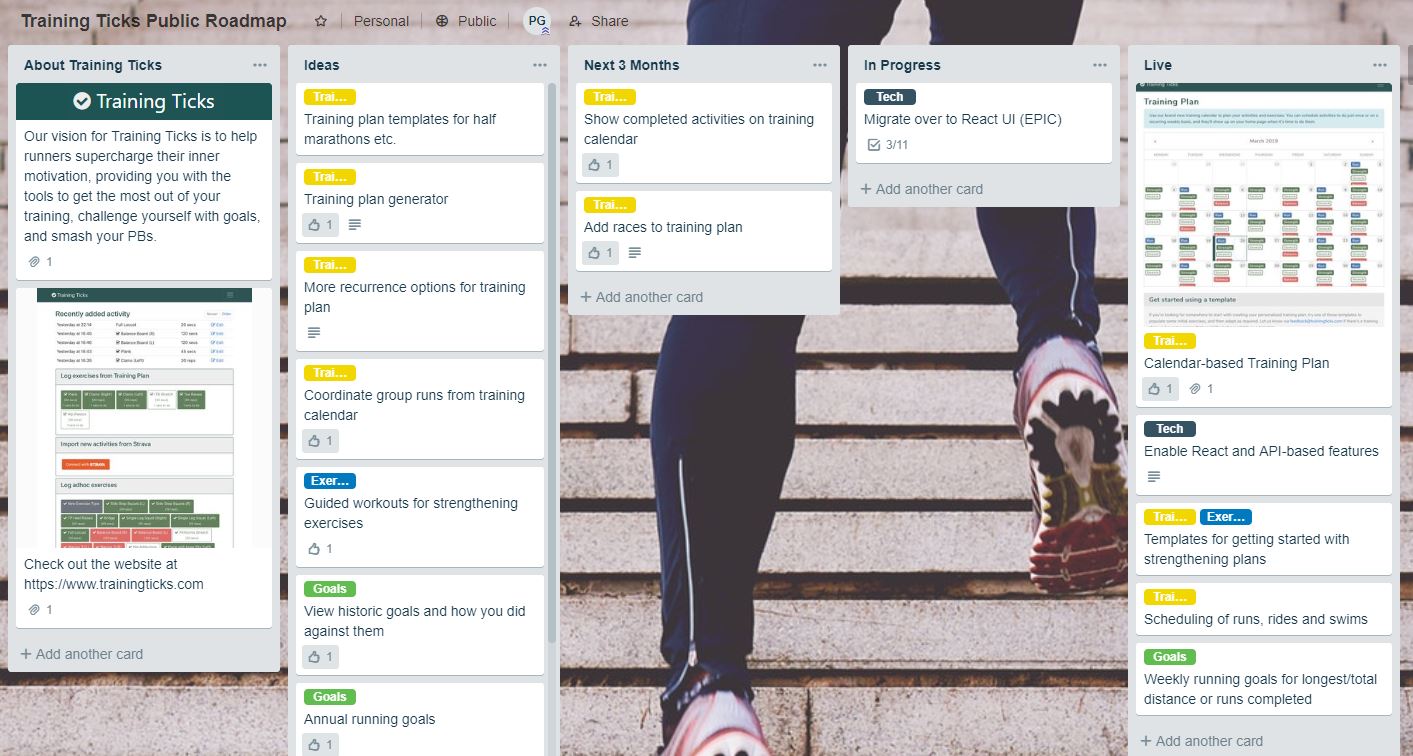 Training Ticks Public Roadmap
Personal
Public
PG
Share
About Training Ticks
Training Ticks
Our vision for Training Ticks is to help
runners supercharge their inner
motivation, providing you with the
tools to get the most out of your
training, challenge yourself with goals,
and smash your PBs.
1
Training Ticks
Recently added activity
Log exercises from Training Plan
Import new activities from Strava
Log adhoc exercises
Check out the website at
https://www.trainingticks.com
1
+ Add another card
Ideas
Trai...
Training plan templates for half
marathons etc.
Trai...
Training plan generator
1
Trai...
More recurrence options for training
plan
Trai...
Coordinate group runs from training
calendar
1
Exer...
Guided workouts for strengthening
exercises
1
Goals
View historic goals and how you did
against them
1
Goals
Annual running goals
1
Next 3 Months
Trai...
Show completed activities on training
calendar
1
Trai...
Add races to training plan
1
+ Add another card
In Progress
Tech
Migrate over to React UI (EPIC)
3/11
+ Add another card
Live
Training Plan
March 2019
Get started using a template
Trai...
Calendar-based Training Plan
1
1
Tech
Enable React and API-based features
Trai...
Exer...
Templates for getting started with
strengthening plans
Trai...
Scheduling of runs, rides and swims
Goals
Weekly running goals for longest/total
distance or runs completed
+ Add another card